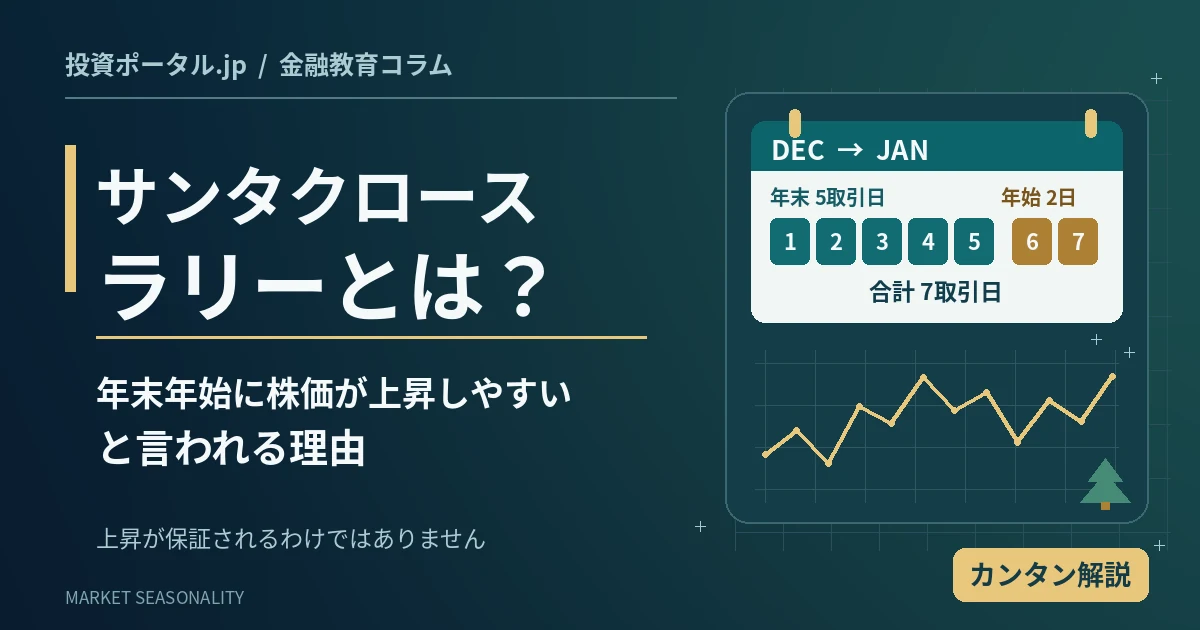 投資ポータル.jp / 金融教育コラム
サンタクロース
ラリーとは？
年末年始に株価が上昇しやすい
と言われる理由
上昇が保証されるわけではありません
MARKET SEASONALITY
DEC → JAN
年末 5取引日 年始 2日
1 2 3 4 5 6 7
合計 7取引日
カンタン解説